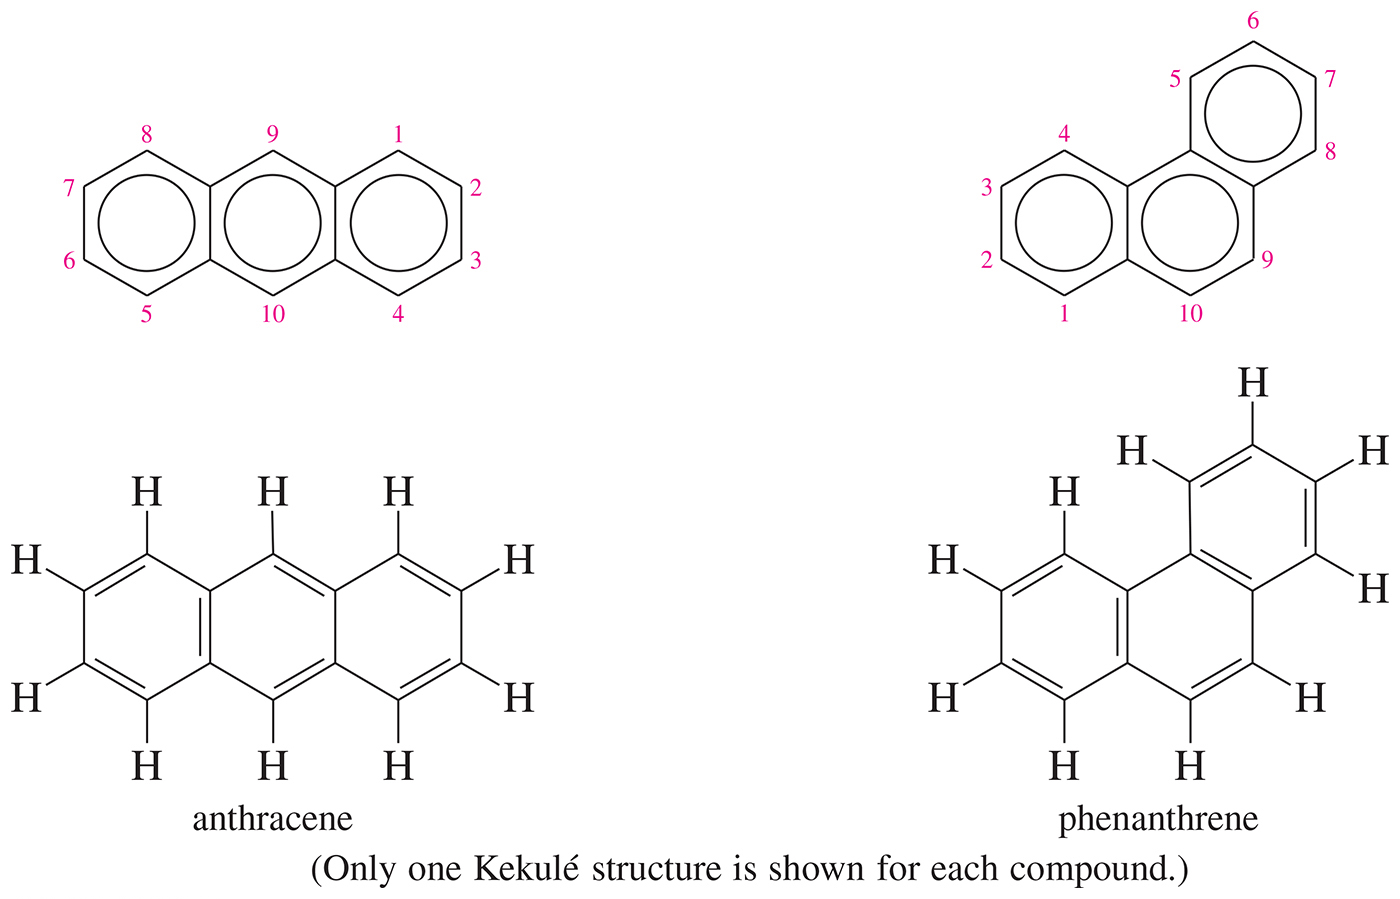 6
5 7
8 9 1 4 8
7 2 3
6 3 2 9
5 10 4 1 10
H
H H
H H H H
H H H H
H H H H
H H H H H
anthracene phenanthrene
(Only one Kekulé structure is shown for each compound.)